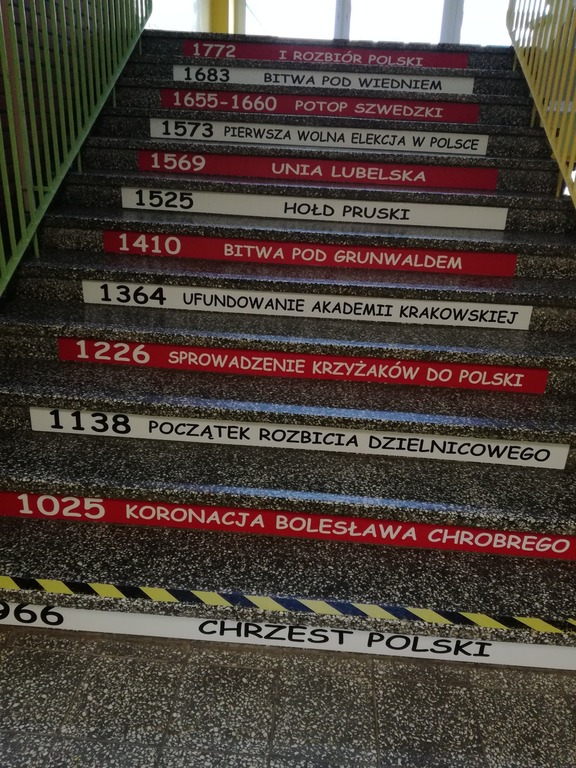 1772 I ROZBIÓR POLSKI
1683 BITWA POD WIEDNIEM
1655-1660 POTOP SZWEDZKI
1573 PIERWSZA WOLNA ELEKCJA W POLSCE
1569 UNIA LUBELSKA
1525 HOŁD PRUSKI
1410 BITWA POD GRUNWALDEM
1364 UFUNDOWANIE AKADEMII KRAKOWSKIEJ
1226 SPROWADZENIE KRZYŻAKÓW DO POLSKI
1138 POCZĄTEK ROZBICIA DZIELNICOWEGO
1025 KORONACJA BOLESŁAWA CHROBREGO
966 CHRZEST POLSKI